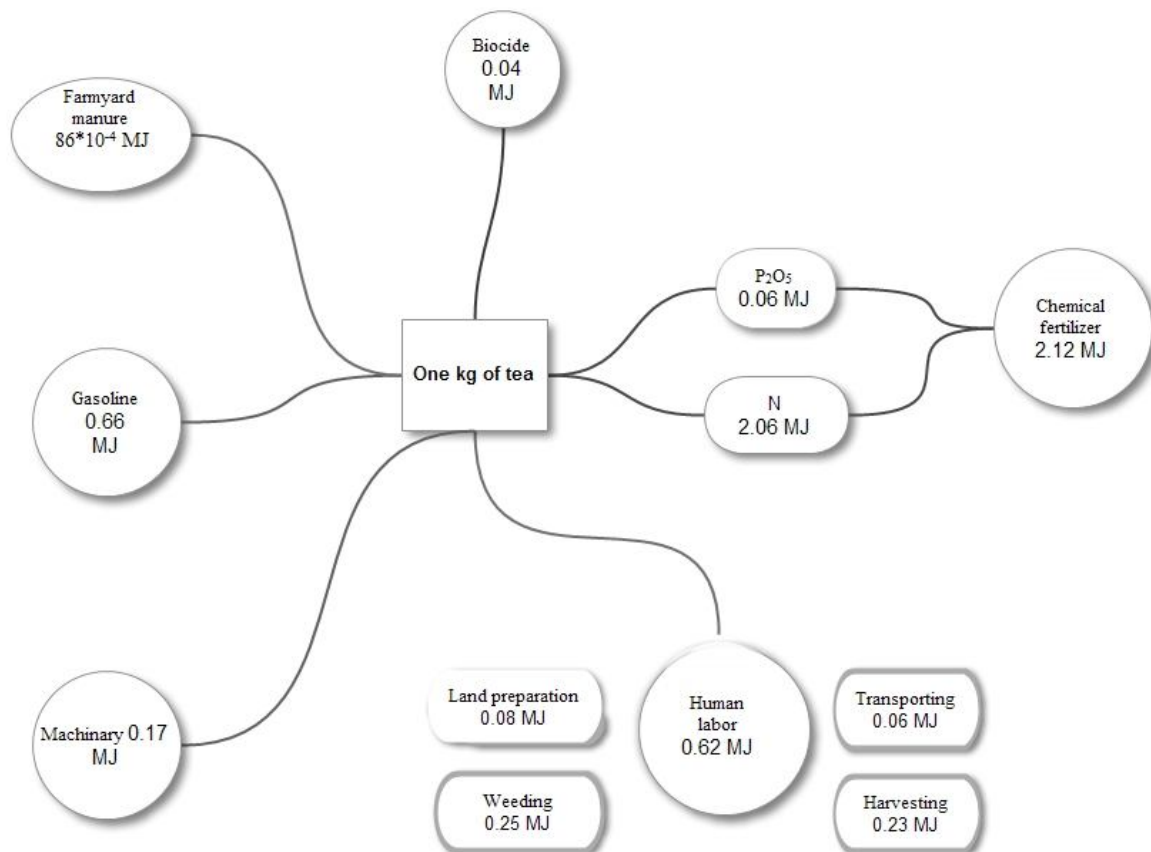 Biocide
0.04
MJ
Farmyard
manure
86*10⁻⁴ MJ
P₂O₅
0.06 MJ
Chemical
fertilizer
2.12 MJ
One kg of tea
Gasoline
0.66
MJ
N
2.06 MJ
Land preparation
0.08 MJ
Human
labor
0.62 MJ
Transporting
0.06 MJ
Machinary 0.17
MJ
Weeding
0.25 MJ
Harvesting
0.23 MJ